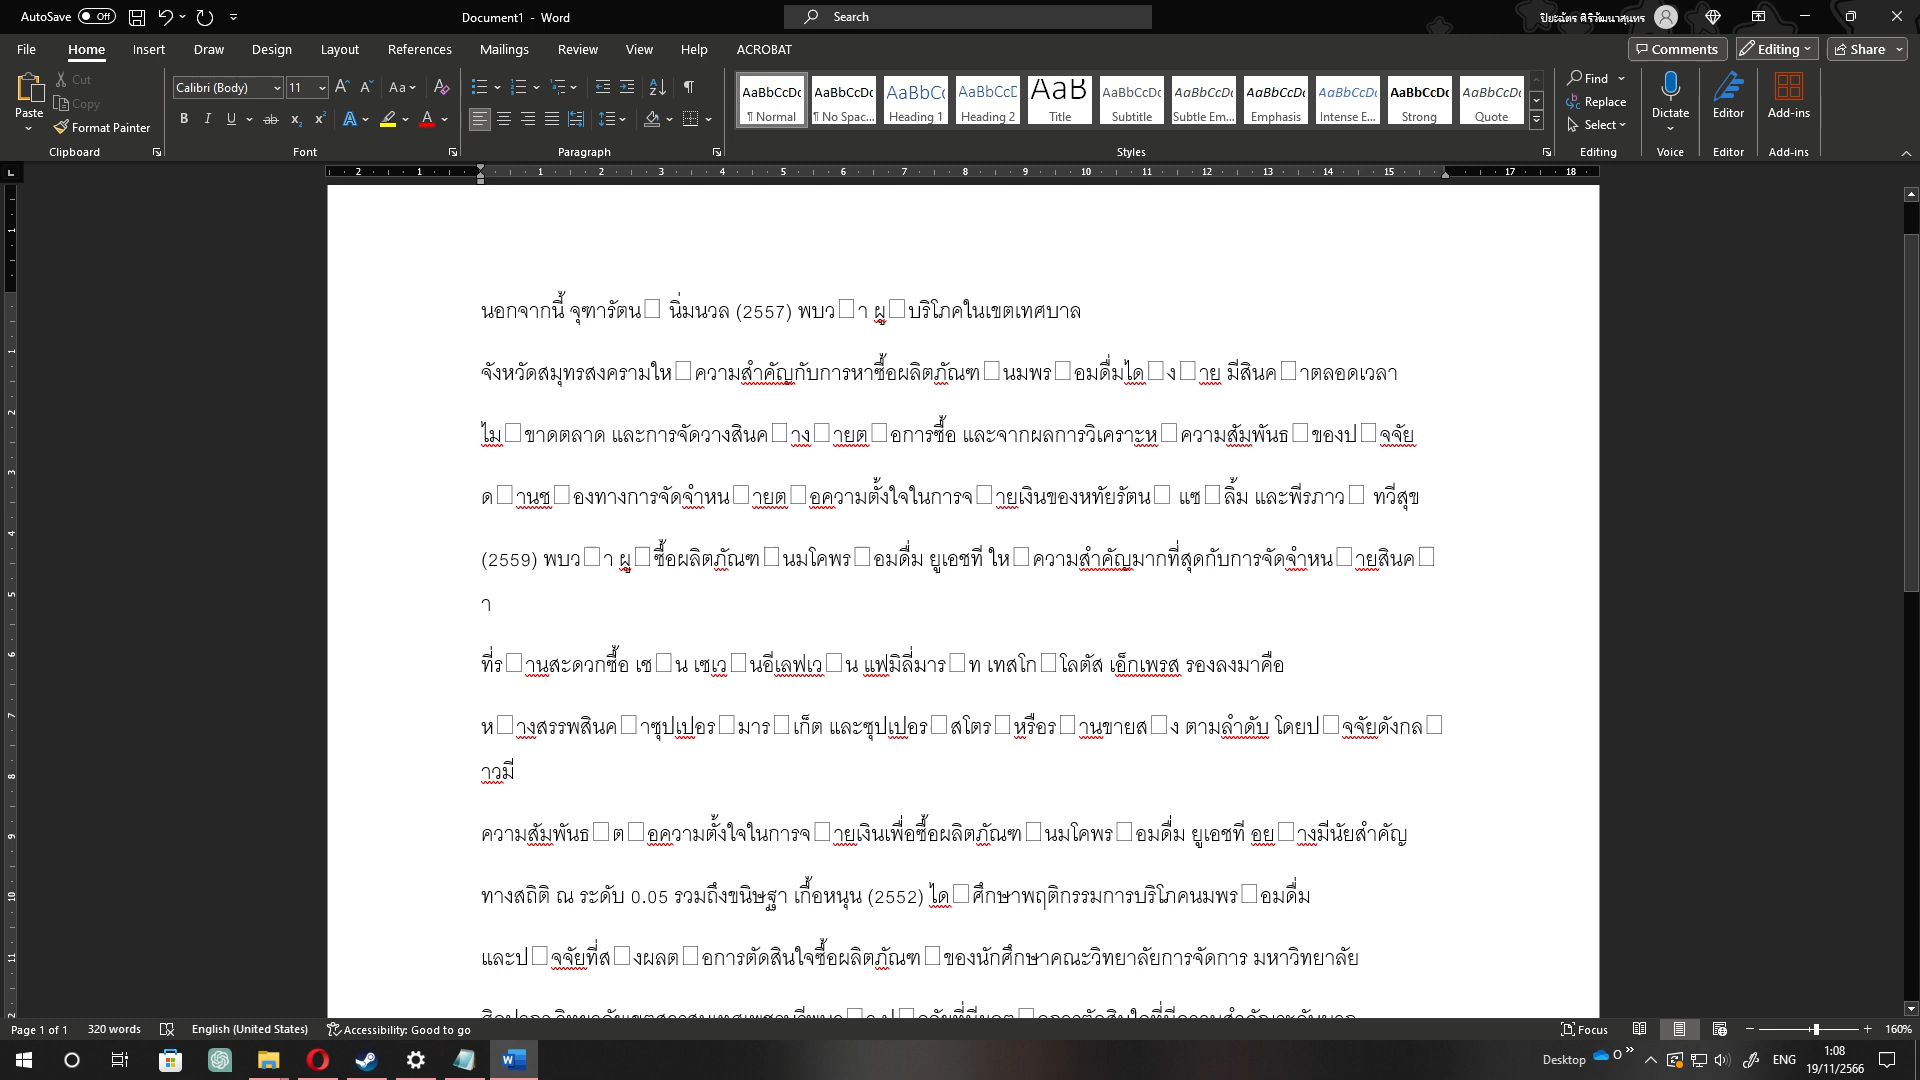 AutoSave Off Document1 - Word Search ปิยะฉัตร ศิริวัฒนาสุนทร
File Home Insert Draw Design Layout References Mailings Review View Help ACROBAT Comments Editing Share
Paste Cut Copy Format Painter Clipboard
Calibri (Body) 11 Font
Paragraph
AaBbCcDc ¶ Normal AaBbCcDc ¶ No Spac... AaBbCc Heading 1 AaBbCcD Heading 2 AaB Title AaBbCcDc Subtitle AaBbCcDc Subtle Em... AaBbCcDc Emphasis AaBbCcDc Intense E... AaBbCcDc Strong AaBbCcDc Quote
Styles
Find Replace Select Editing
Dictate Voice
Editor Editor
Add-ins Add-ins
นอกจากนี้ จุฑารัตน□ นิ่มนวล (2557) พบว□า ผู□บริโภคในเขตเทศบาล
จังหวัดสมุทรสงครามให□ความสำคัญกับการหาซื้อผลิตภัณฑ□นมพร□อมดื่มได□ง□าย มีสินค□าตลอดเวลา
ไม□ขาดตลาด และการจัดวางสินค□าง□ายต□อการซื้อ และจากผลการวิเคราะห□ความสัมพันธ□ของป□จจัย
ด□านช□องทางการจัดจำหน□ายต□อความตั้งใจในการจ□ายเงินของหทัยรัตน□ แซ□ลิ้ม และพีรภาว□ ทวีสุข
(2559) พบว□า ผู□ซื้อผลิตภัณฑ□นมโคพร□อมดื่ม ยูเอชที ให□ความสำคัญมากที่สุดกับการจัดจำหน□ายสินค□
า
ที่ร□านสะดวกซื้อ เช□น เซเว□นอีเลฟเว□น แฟมิลี่มาร□ท เทสโก□โลตัส เอ็กเพรส รองลงมาคือ
ห□างสรรพสินค□าซุปเปอร□มาร□เก็ต และซุปเปอร□สโตร□หรือร□านขายส□ง ตามลำดับ โดยป□จจัยดังกล□
าวมี
ความสัมพันธ□ต□อความตั้งใจในการจ□ายเงินเพื่อซื้อผลิตภัณฑ□นมโคพร□อมดื่ม ยูเอชที อย□างมีนัยสำคัญ
ทางสถิติ ณ ระดับ 0.05 รวมถึงขนิษฐา เกื้อหนุน (2552) ได□ศึกษาพฤติกรรมการบริโภคนมพร□อมดื่ม
และป□จจัยที่ส□งผลต□อการตัดสินใจซื้อผลิตภัณฑ□ของนักศึกษาคณะวิทยาลัยการจัดการ มหาวิทยาลัย
Page 1 of 1 320 words English (United States) Accessibility: Good to go Focus 160%
Desktop 0° ENG 1:08
19/11/2566